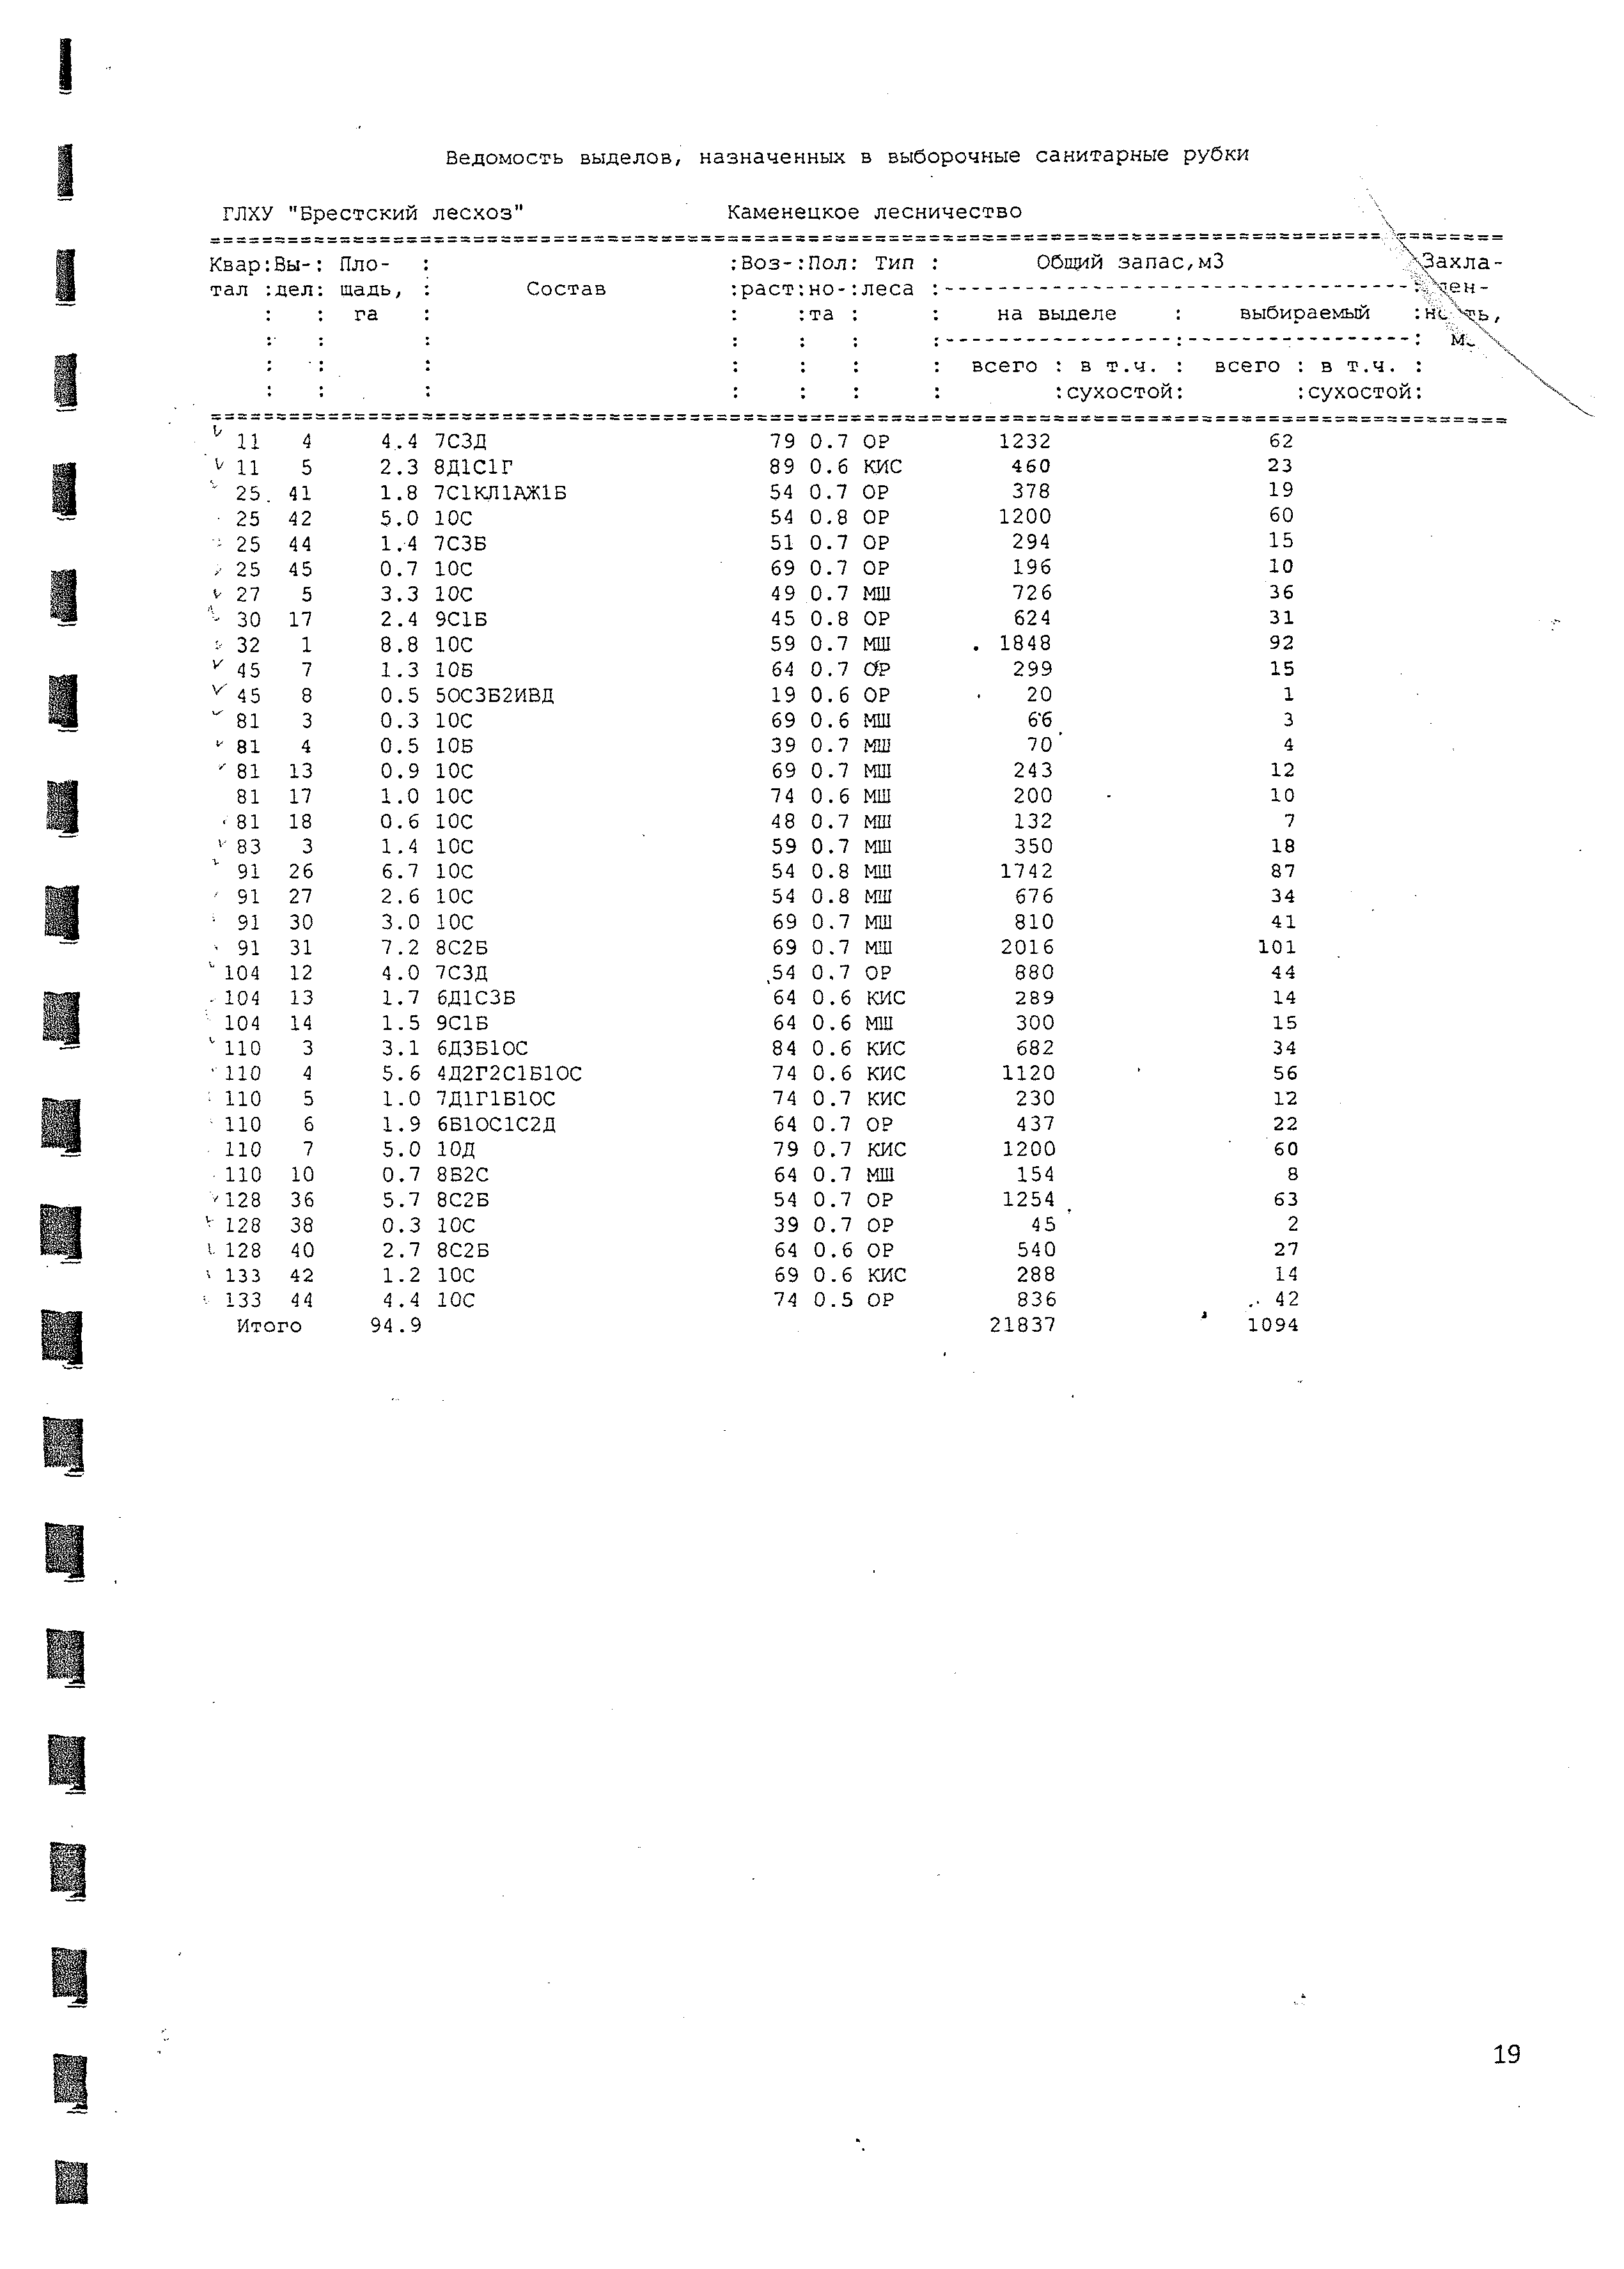 Ведомость выделов, назначенных в выборочные санитарные рубки
ГЛХУ "Брестский лесхоз" Каменецкое лесничество
====================================================================================================
Квар:Вы-: Пло- : :Воз-:Пол: Тип : Общий запас,м3 Захла-
тал :дел: щадь, : Состав :раст:но-:леса :------------------------------------: ен-
: : га : : :та : : на выделе : выбираемый :
: : : : : : :------------------:------------------:
: : : : : : : всего : в т.ч. : всего : в т.ч. :
: : : : : : : :сухостой: :сухостой:
====================================================================================================
11 4 4.4 7С3Д 79 0.7 ОР 1232 62
11 5 2.3 8Д1С1Г 89 0.6 КИС 460 23
25 41 1.8 7С1КЛ1АЖ1Б 54 0.7 ОР 378 19
25 42 5.0 10С 54 0.8 ОР 1200 60
25 44 1.4 7С3Б 51 0.7 ОР 294 15
25 45 0.7 10С 69 0.7 ОР 196 10
27 5 3.3 10С 49 0.7 МШ 726 36
30 17 2.4 9С1Б 45 0.8 ОР 624 31
32 1 8.8 10С 59 0.7 МШ 1848 92
45 7 1.3 10Б 64 0.7 ОР 299 15
45 8 0.5 5ОС3Б2ИВД 19 0.6 ОР 20 1
81 3 0.3 10С 69 0.6 МШ 66 3
81 4 0.5 10Б 39 0.7 МШ 70 4
81 13 0.9 10С 69 0.7 МШ 243 12
81 17 1.0 10С 74 0.6 МШ 200 10
81 18 0.6 10С 48 0.7 МШ 132 7
83 3 1.4 10С 59 0.7 МШ 350 18
91 26 6.7 10С 54 0.8 МШ 1742 87
91 27 2.6 10С 54 0.8 МШ 676 34
91 30 3.0 10С 69 0.7 МШ 810 41
91 31 7.2 8С2Б 69 0.7 МШ 2016 101
104 12 4.0 7С3Д 54 0.7 ОР 880 44
104 13 1.7 6Д1С3Б 64 0.6 КИС 289 14
104 14 1.5 9С1Б 64 0.6 МШ 300 15
110 3 3.1 6Д3Б1ОС 84 0.6 КИС 682 34
110 4 5.6 4Д2Г2С1Б1ОС 74 0.6 КИС 1120 56
110 5 1.0 7Д1Г1Б1ОС 74 0.7 КИС 230 12
110 6 1.9 6Б1ОС1С2Д 64 0.7 ОР 437 22
110 7 5.0 10Д 79 0.7 КИС 1200 60
110 10 0.7 8Б2С 64 0.7 МШ 154 8
128 36 5.7 8С2Б 54 0.7 ОР 1254 63
128 38 0.3 10С 39 0.7 ОР 45 2
128 40 2.7 8С2Б 64 0.6 ОР 540 27
133 42 1.2 10С 69 0.6 КИС 288 14
133 44 4.4 10С 74 0.5 ОР 836 42
Итого 94.9 21837 1094
19